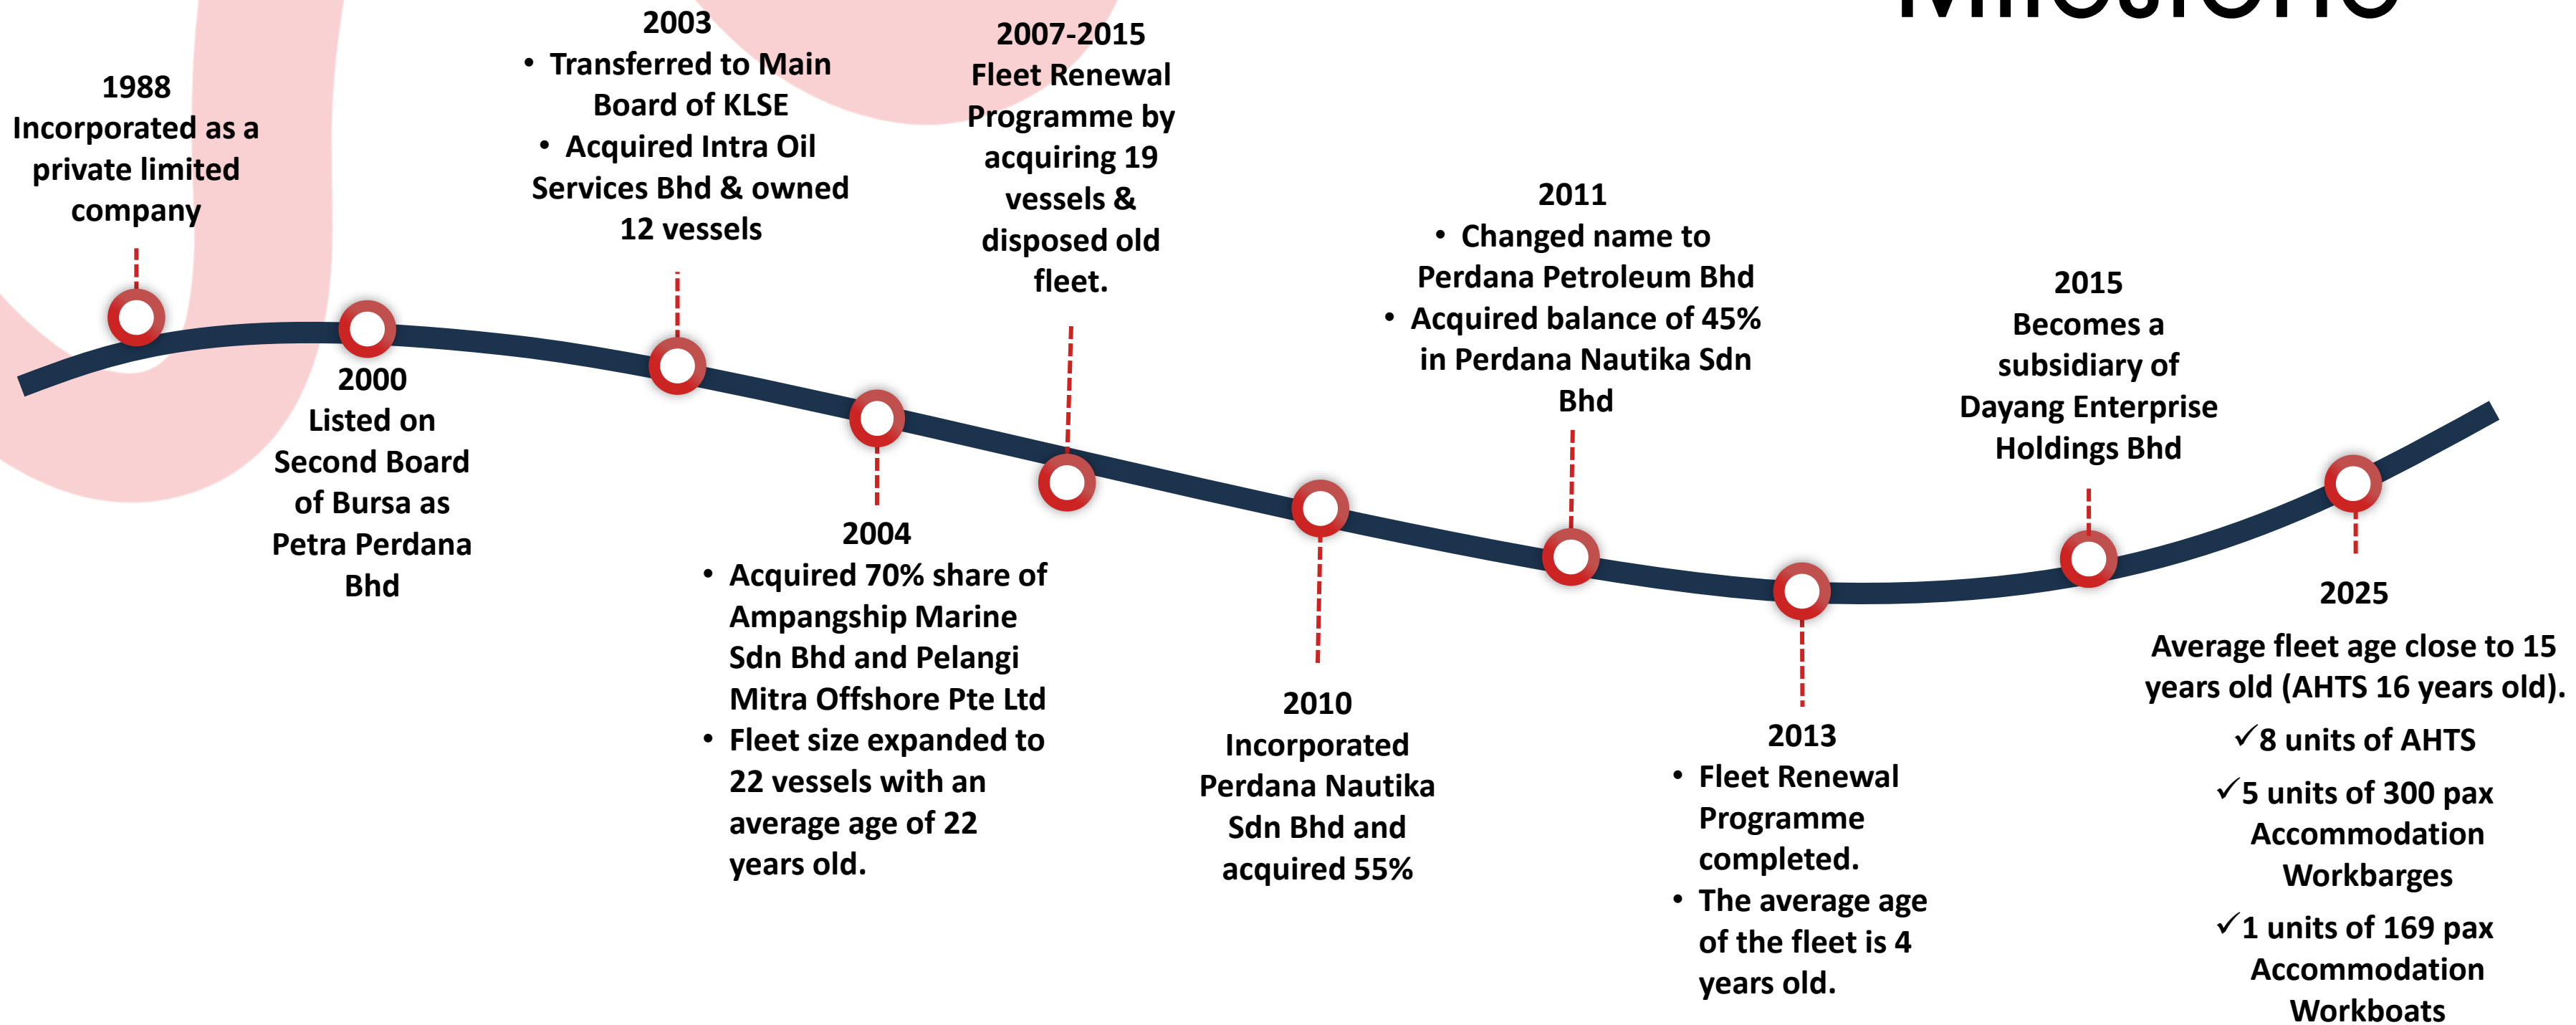 Milestone
1988
Incorporated as a
private limited
company
2000
Listed on
Second Board
of Bursa as
Petra Perdana
Bhd
2003
• Transferred to Main
Board of KLSE
• Acquired Intra Oil
Services Bhd & owned
12 vessels
2004
• Acquired 70% share of
Ampangship Marine
Sdn Bhd and Pelangi
Mitra Offshore Pte Ltd
• Fleet size expanded to
22 vessels with an
average age of 22
years old.
2007-2015
Fleet Renewal
Programme by
acquiring 19
vessels &
disposed old
fleet.
2010
Incorporated
Perdana Nautika
Sdn Bhd and
acquired 55%
2011
• Changed name to
Perdana Petroleum Bhd
• Acquired balance of 45%
in Perdana Nautika Sdn
Bhd
2013
• Fleet Renewal
Programme
completed.
• The average age
of the fleet is 4
years old.
2015
Becomes a
subsidiary of
Dayang Enterprise
Holdings Bhd
2025
Average fleet age close to 15
years old (AHTS 16 years old).
✓8 units of AHTS
✓5 units of 300 pax
Accommodation
Workbarges
✓1 units of 169 pax
Accommodation
Workboats